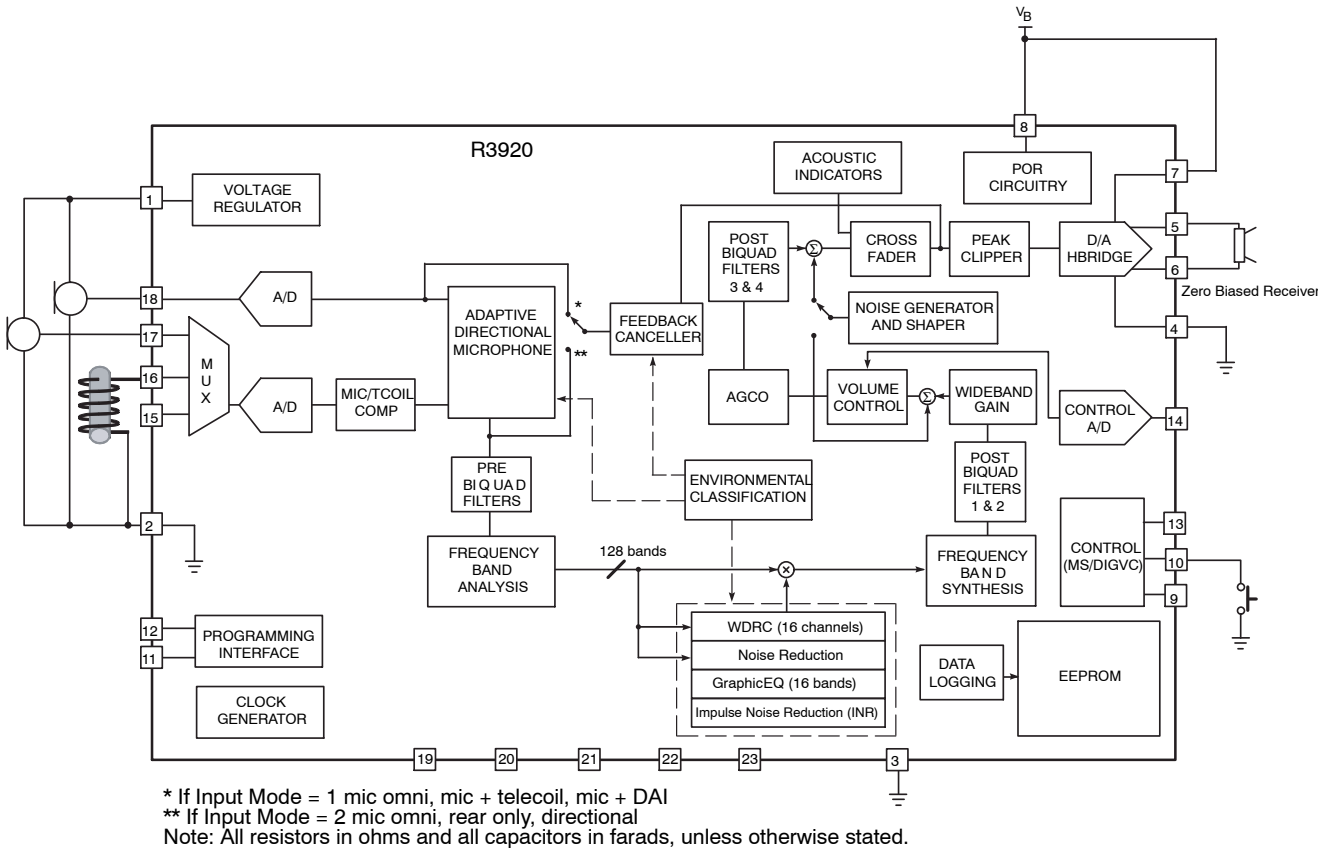 VB
8
R3920
ACOUSTIC
INDICATORS
POR
CIRCUITRY
7
1
VOLTAGE
REGULATOR
POST
BIQUAD
FILTERS
3 & 4
Σ
CROSS
FADER
PEAK
CLIPPER
D/A
HBRIDGE
5
6
Zero Biased Receiver
18
A/D
ADAPTIVE
DIRECTIONAL
MICROPHONE
*
**
FEEDBACK
CANCELLER
NOISE GENERATOR
AND SHAPER
4
17
16
15
MUX
A/D
MIC/TCOIL
COMP
AGCO
VOLUME
CONTROL
Σ
WIDEBAND
GAIN
CONTROL
A/D
14
PRE
BIQUAD
FILTERS
ENVIRONMENTAL
CLASSIFICATION
POST
BIQUAD
FILTERS
1 & 2
2
FREQUENCY
BAND
ANALYSIS
128 bands
×
FREQUENCY
BAND
SYNTHESIS
CONTROL
(MS/DIGVC)
13
10
9
12
11
PROGRAMMING
INTERFACE
WDRC (16 channels)
Noise Reduction
GraphicEQ (16 bands)
Impulse Noise Reduction (INR)
DATA
LOGGING
EEPROM
CLOCK
GENERATOR
19
20
21
22
23
3
* If Input Mode = 1 mic omni, mic + telecoil, mic + DAI
** If Input Mode = 2 mic omni, rear only, directional
Note: All resistors in ohms and all capacitors in farads, unless otherwise stated.